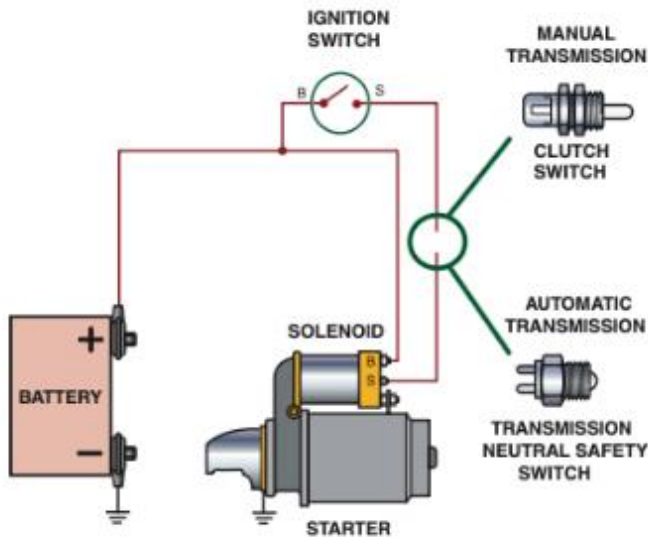 IGNITION
SWITCH
B
S
MANUAL
TRANSMISSION
CLUTCH
SWITCH
SOLENOID
B
S
AUTOMATIC
TRANSMISSION
+
BATTERY
−
TRANSMISSION
NEUTRAL SAFETY
SWITCH
STARTER